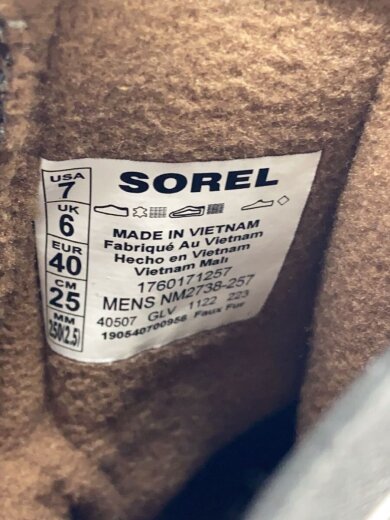 USA
7
UK
6
EUR
40
CM
25
MM
250(2.5)
SOREL
MADE IN VIETNAM
Fabriqué Au Vietnam
Hecho en Vietnam
Vietnam Malı
1760171257
MENS NM2738-257
40507 GLV 1122 223
190540700956 Faux Fur